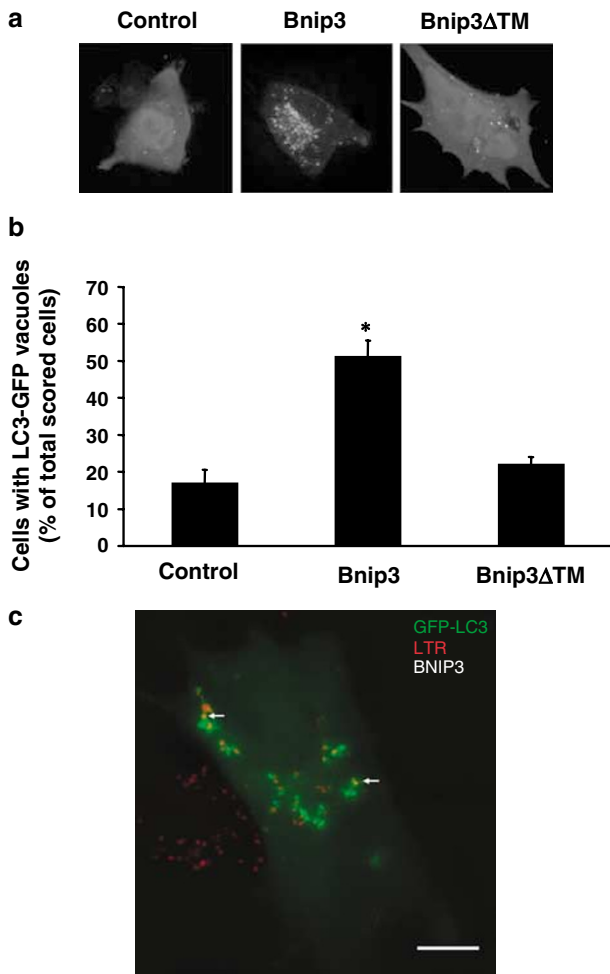 a
Control Bnip3 Bnip3ΔTM
b
Cells with LC3-GFP vacuoles
(% of total scored cells)
70
60
50
40
30
20
10
0
*
Control Bnip3 Bnip3ΔTM
c
GFP-LC3
LTR
BNIP3